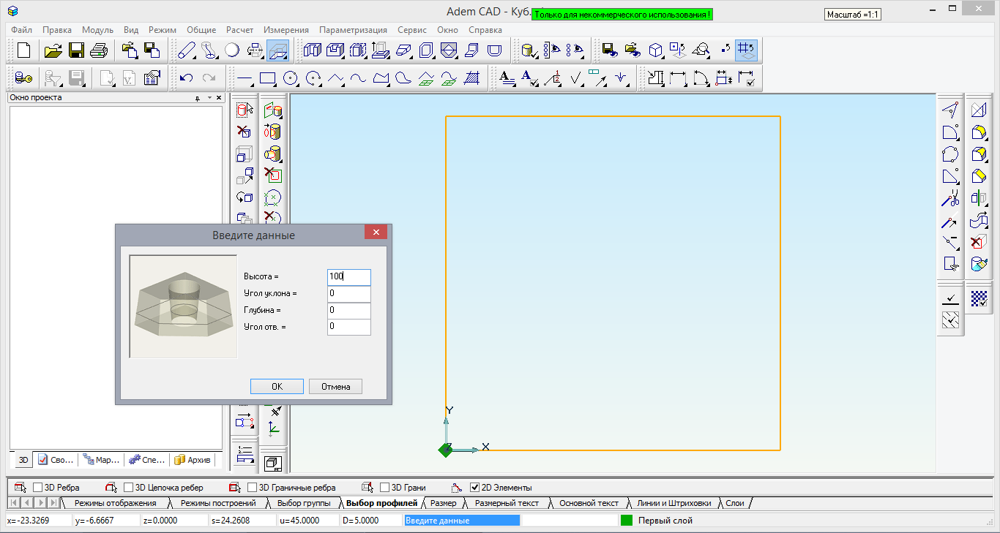 Adem CAD - Куб.
Только для некоммерческого использования !
Масштаб =1:1
Файл Правка Модуль Вид Режим Общие Расчет Измерения Параметризация Сервис Окно Справка
Окно проекта
Введите данные
Высота = 100
Угол уклона = 0
Глубина = 0
Угол отв. = 0
OK Отмена
Y
Z X
3D Сво... Мар... Спе... Архив
3D Ребра 3D Цепочка ребер 3D Граничные ребра 3D Грани 2D Элементы
Режимы отображения Режимы построений Выбор группы Выбор профилей Размер Размерный текст Основной текст Линии и Штриховки Слои
x=-23.3269 y=-6.6667 z=0.0000 s=24.2608 u=45.0000 D=5.0000 Введите данные Первый слой